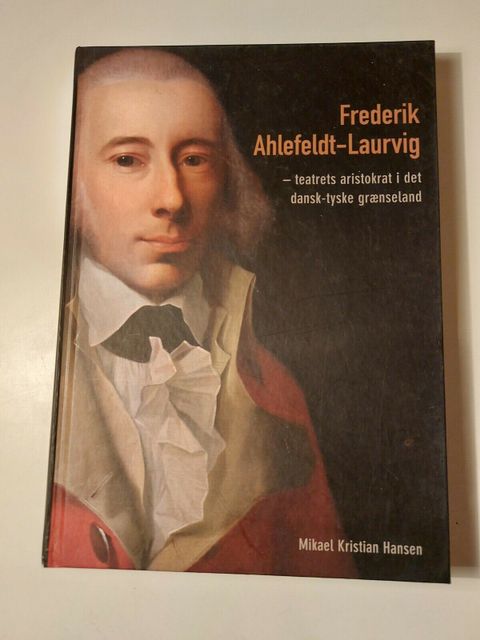 Frederik
Ahlefeldt-Laurvig
– teatrets aristokrat i det
dansk-tyske grænseland
Mikael Kristian Hansen